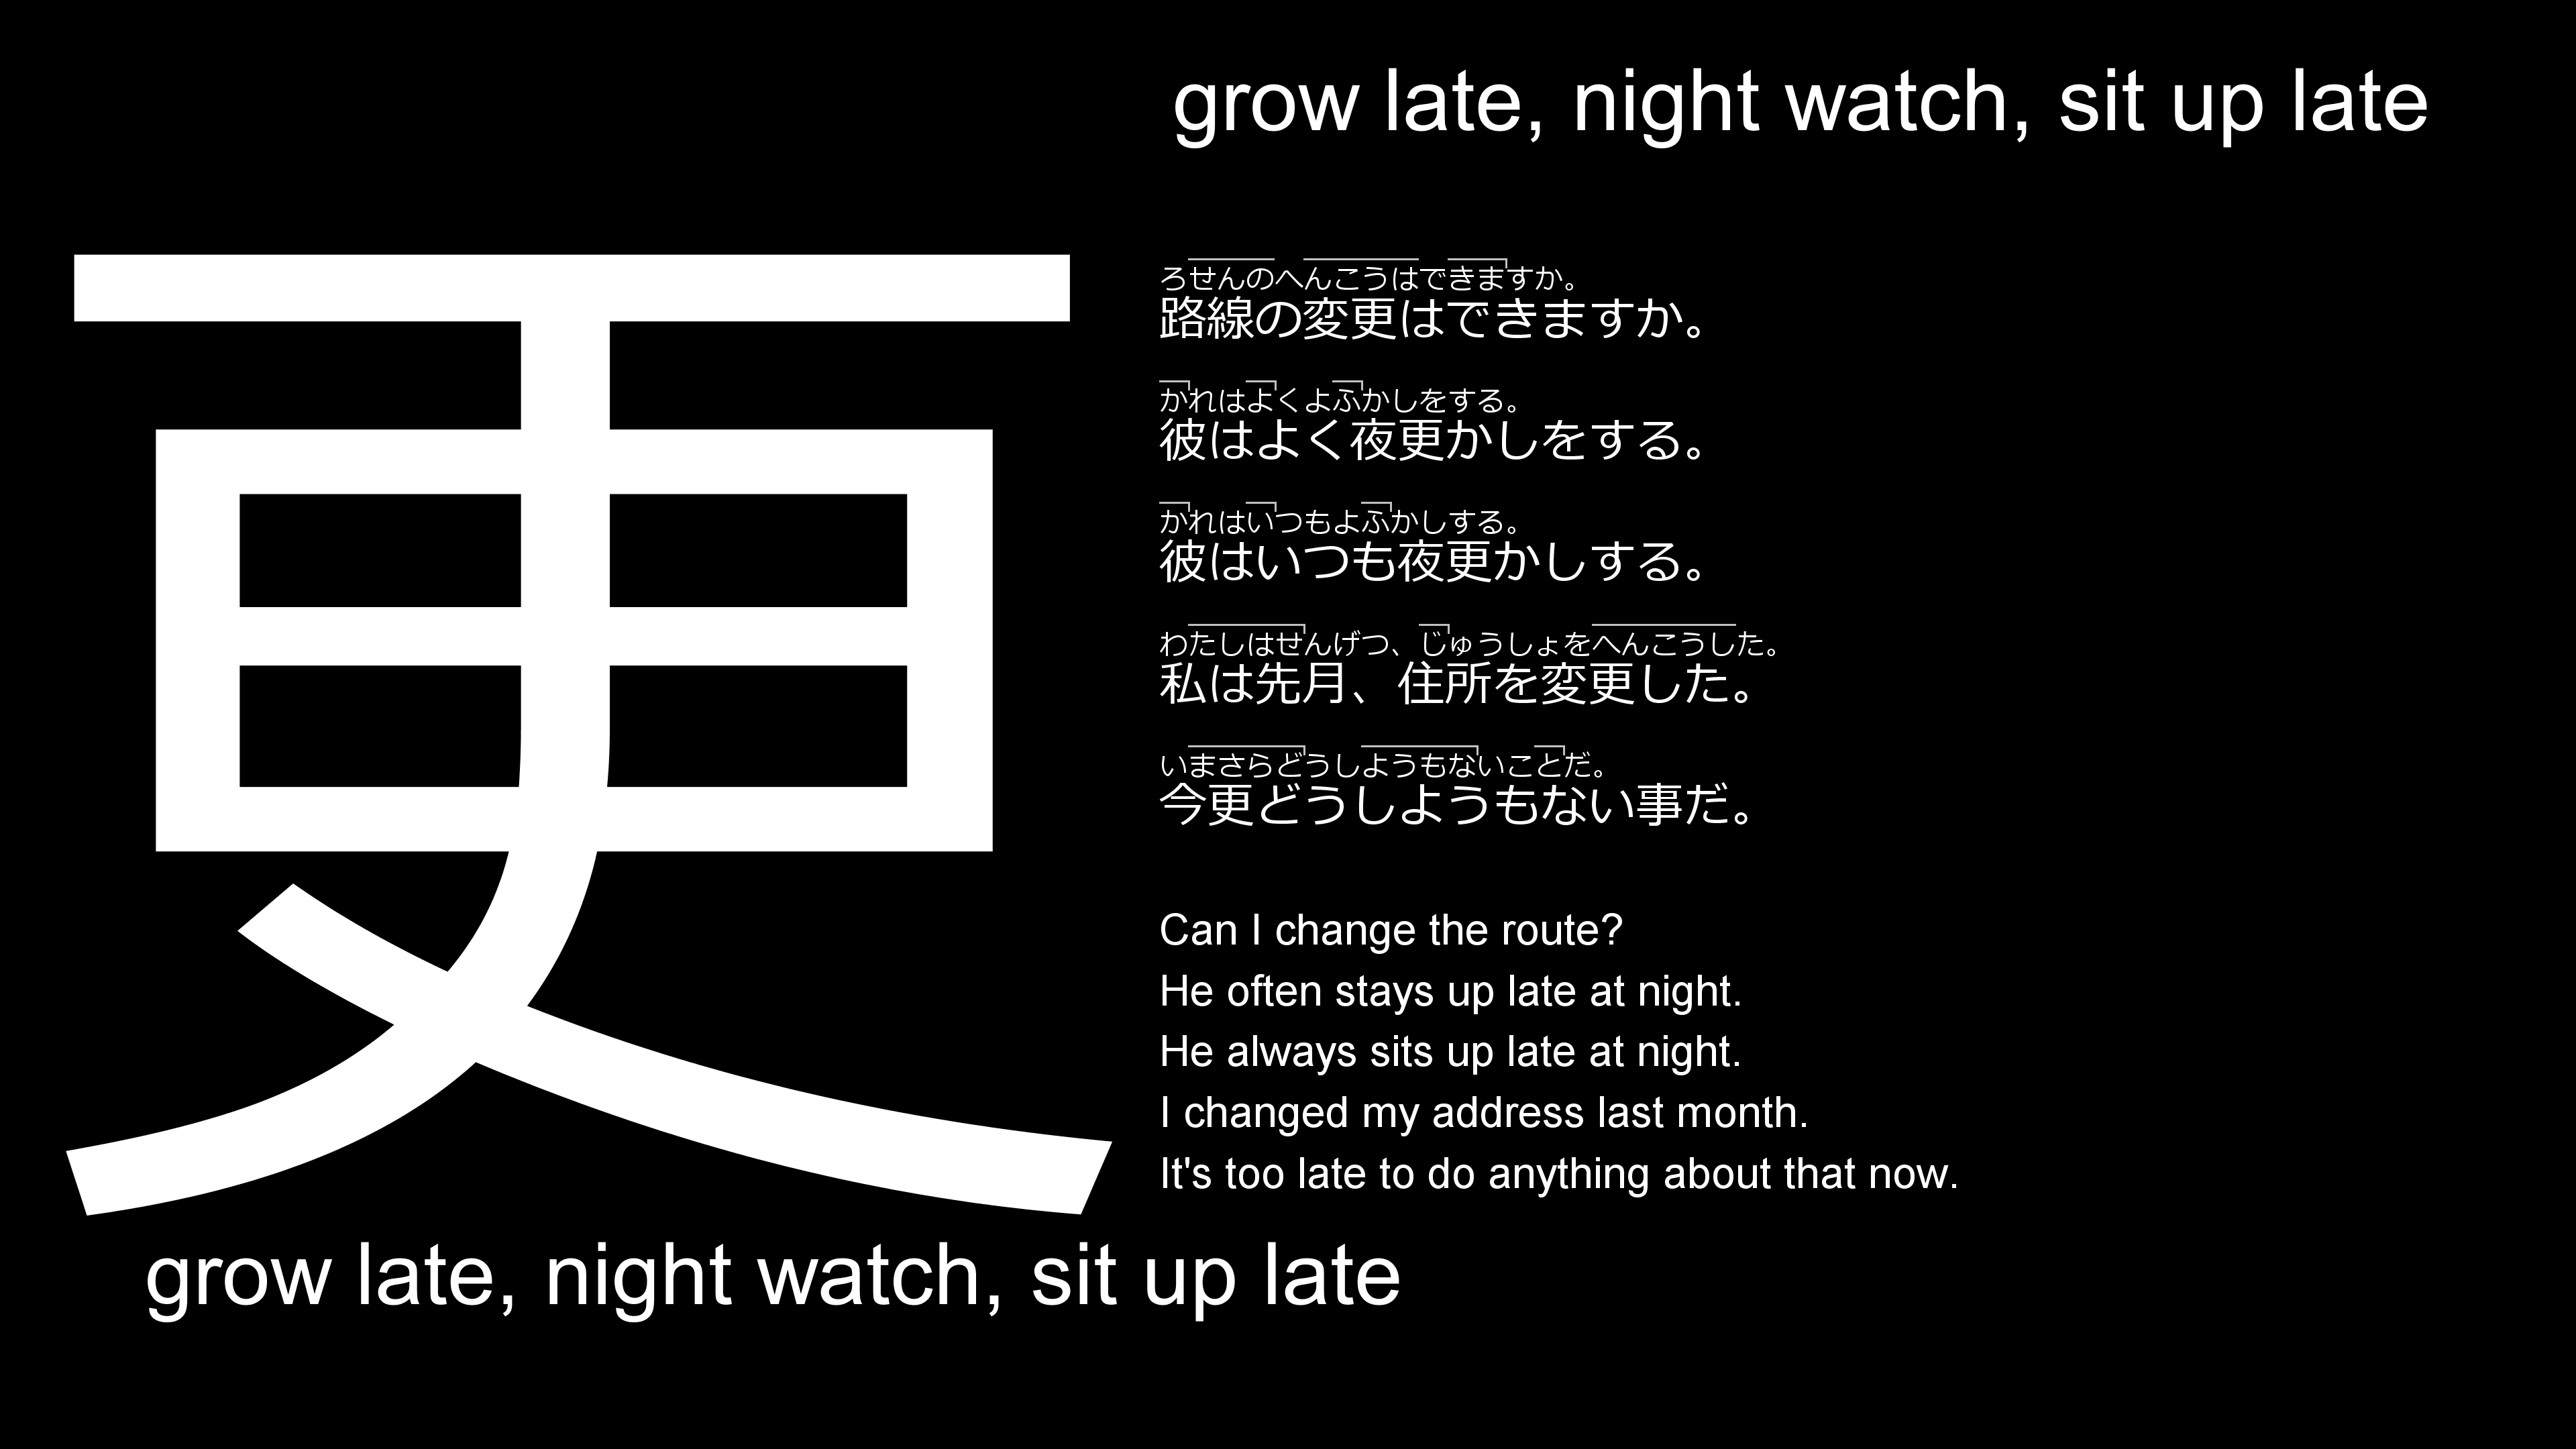 grow late, night watch, sit up late
更
ろせんのへんこうはできますか。
路線の変更はできますか。
かれはよくよふかしをする。
彼はよく夜更かしをする。
かれはいつもよふかしする。
彼はいつも夜更かしする。
わたしはせんげつ、じゅうしょをへんこうした。
私は先月、住所を変更した。
いまさらどうしようもないことだ。
今更どうしようもない事だ。
Can I change the route?
He often stays up late at night.
He always sits up late at night.
I changed my address last month.
It's too late to do anything about that now.
grow late, night watch, sit up late